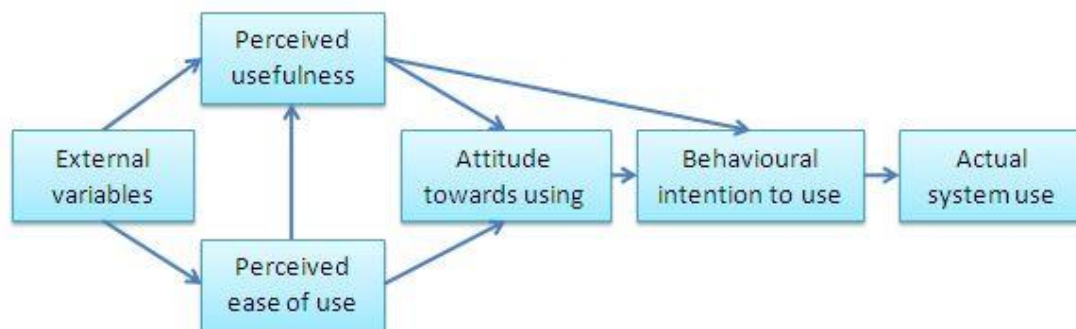 Perceived
usefulness
External
variables
Attitude
towards using
Behavioural
intention to use
Actual
system use
Perceived
ease of use